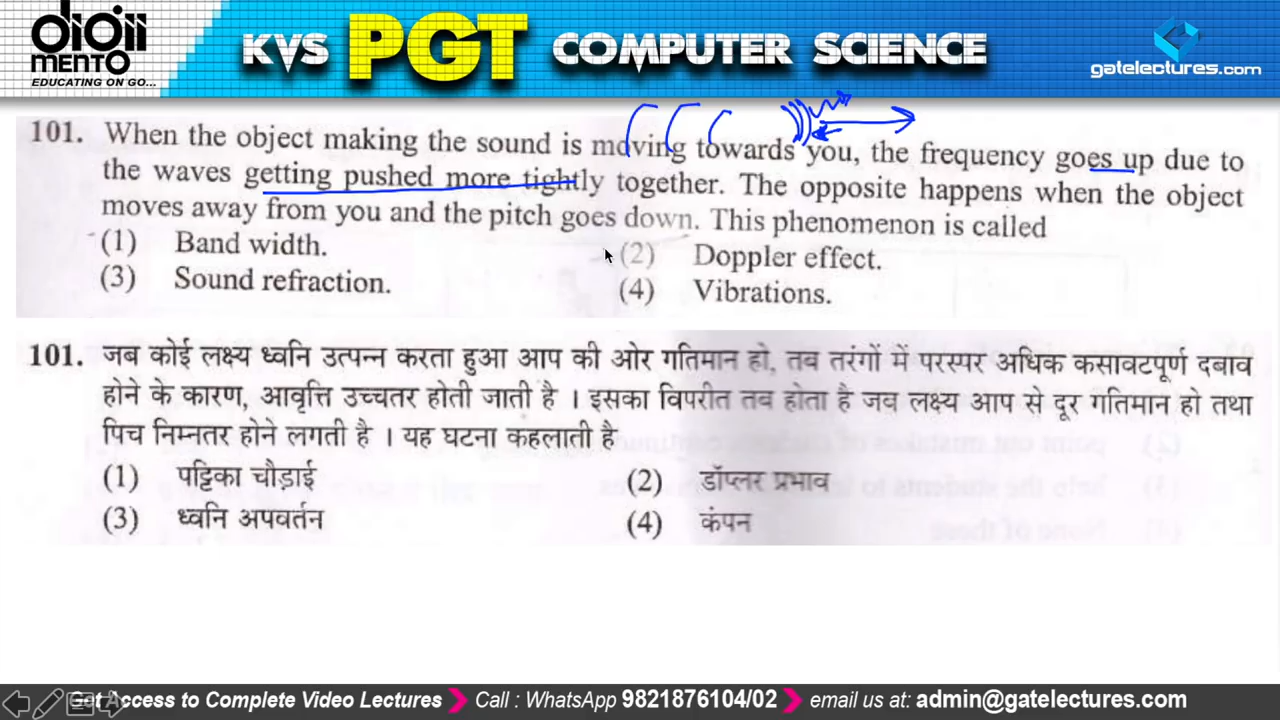 digii
MENTO
EDUCATING ON GO...
KVS PGT COMPUTER SCIENCE
gatelectures.com
101. When the object making the sound is moving towards you, the frequency goes up due to
the waves getting pushed more tightly together. The opposite happens when the object
moves away from you and the pitch goes down. This phenomenon is called
(1) Band width. (2) Doppler effect.
(3) Sound refraction. (4) Vibrations.
101. जब कोई लक्ष्य ध्वनि उत्पन्न करता हुआ आप की ओर गतिमान हो, तब तरंगों में परस्पर अधिक कसावटपूर्ण दबाव
होने के कारण, आवृत्ति उच्चतर होती जाती है । इसका विपरीत तब होता है जब लक्ष्य आप से दूर गतिमान हो तथा
पिच निम्नतर होने लगती है । यह घटना कहलाती है
(1) पट्टिका चौड़ाई (2) डॉप्लर प्रभाव
(3) ध्वनि अपवर्तन (4) कंपन
Get Access to Complete Video Lectures Call : WhatsApp 9821876104/02 email us at: admin@gatelectures.com